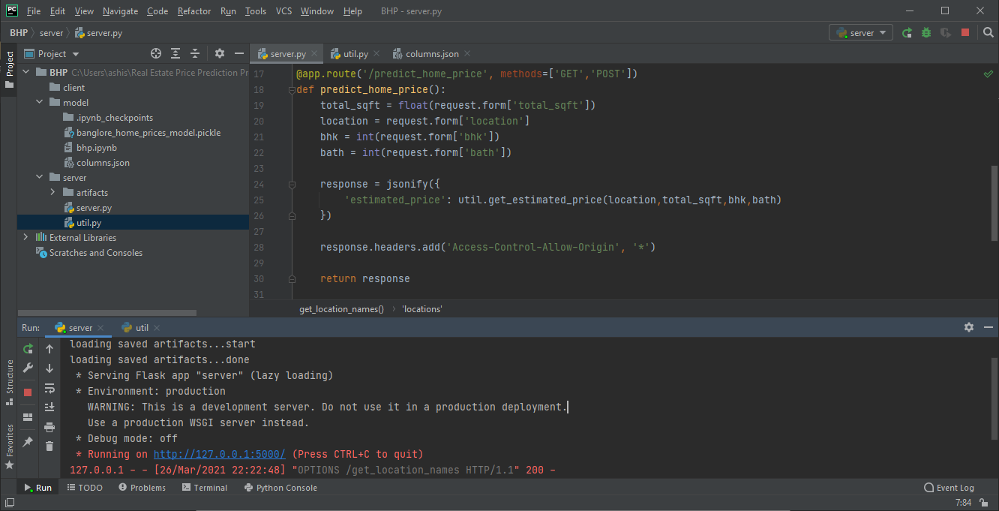 PC File Edit View Navigate Code Refactor Run Tools VCS Window Help BHP - server.py
BHP server server.py server
Project
Project
BHP C:\Users\ashis\Real Estate Price Prediction Pr
client
model
.ipynb_checkpoints
banglore_home_prices_model.pickle
bhp.ipynb
columns.json
server
artifacts
server.py
util.py
External Libraries
Scratches and Consoles
server.py util.py columns.json
17 @app.route('/predict_home_price', methods=['GET','POST'])
18 def predict_home_price():
19 total_sqft = float(request.form['total_sqft'])
20 location = request.form['location']
21 bhk = int(request.form['bhk'])
22 bath = int(request.form['bath'])
23
24 response = jsonify({
25 'estimated_price': util.get_estimated_price(location,total_sqft,bhk,bath)
26 })
27
28 response.headers.add('Access-Control-Allow-Origin', '*')
29
30 return response
31
get_location_names() 'locations'
Run: server util
loading saved artifacts...start
loading saved artifacts...done
* Serving Flask app "server" (lazy loading)
* Environment: production
WARNING: This is a development server. Do not use it in a production deployment.
Use a production WSGI server instead.
* Debug mode: off
* Running on http://127.0.0.1:5000/ (Press CTRL+C to quit)
127.0.0.1 - - [26/Mar/2021 22:22:48] "OPTIONS /get_location_names HTTP/1.1" 200 -
Structure
Favorites
Run TODO Problems Terminal Python Console Event Log
7:84